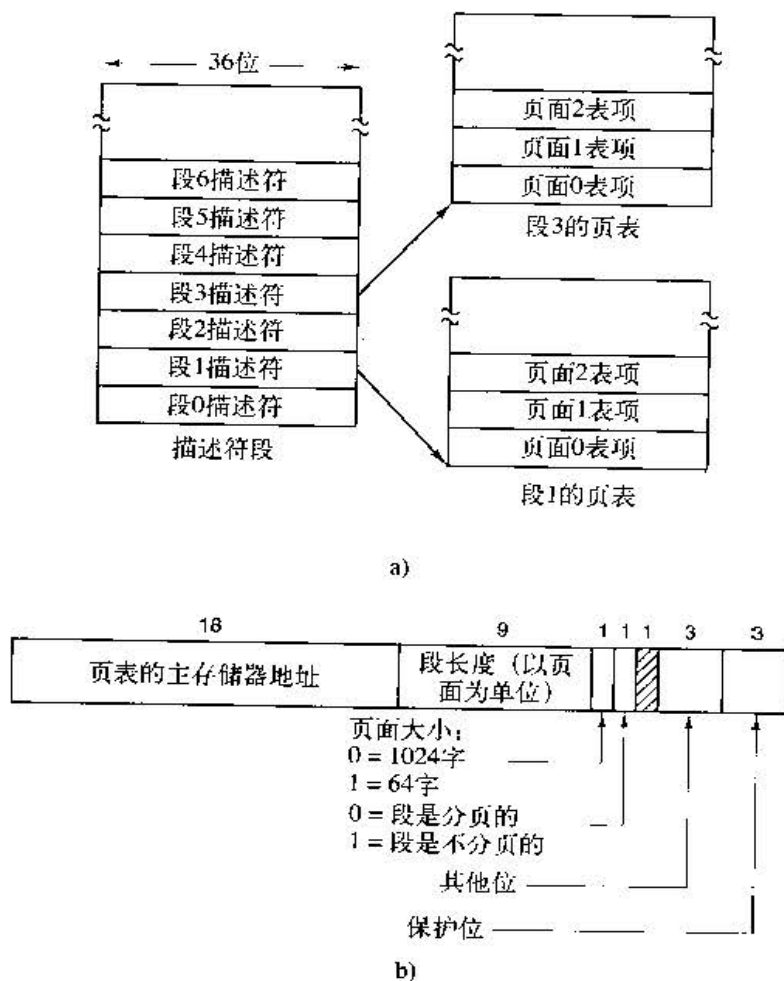 36位
段6描述符
段5描述符
段4描述符
段3描述符
段2描述符
段1描述符
段0描述符
描述符段
页面2表项
页面1表项
页面0表项
段3的页表
页面2表项
页面1表项
页面0表项
段1的页表
a)
18
9
1
1
1
3
3
页表的主存储器地址
段长度（以页
面为单位）
页面大小：
0 = 1024字
1 = 64字
0 = 段是分页的
1 = 段是不分页的
其他位
保护位
b)